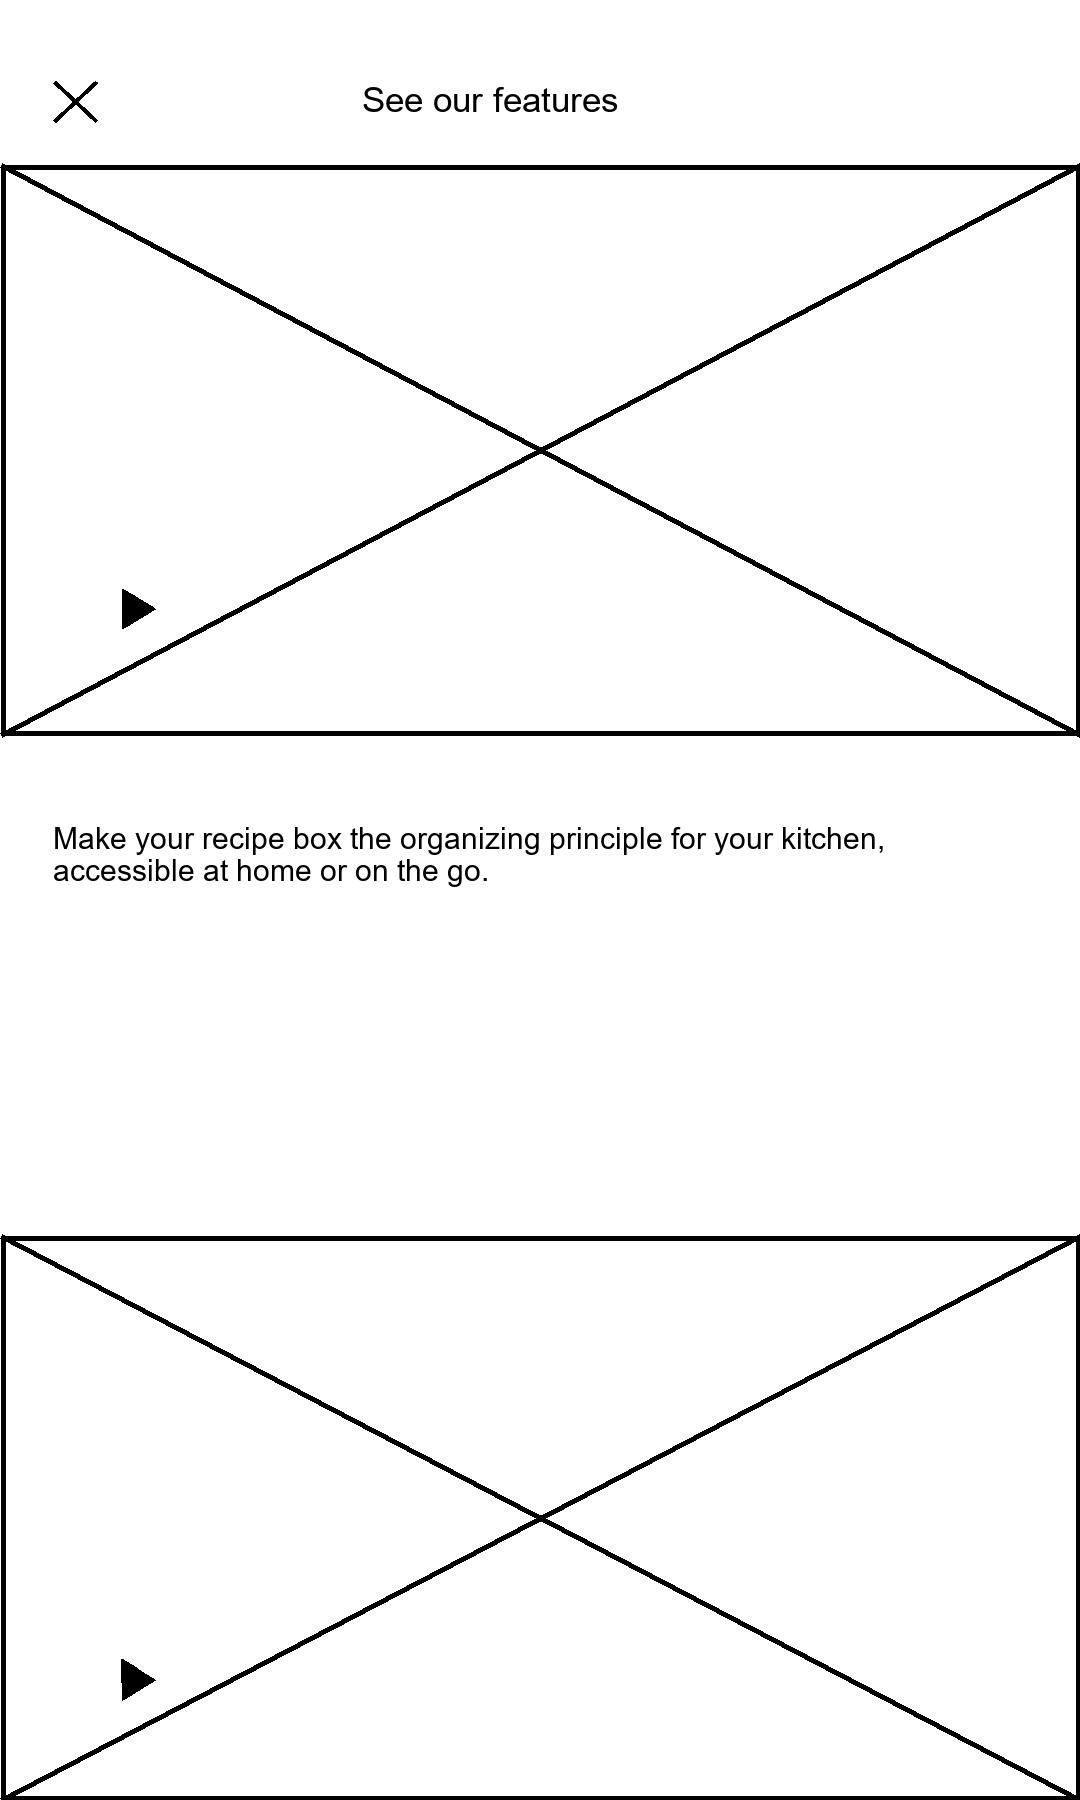 See our features
Make your recipe box the organizing principle for your kitchen,
accessible at home or on the go.